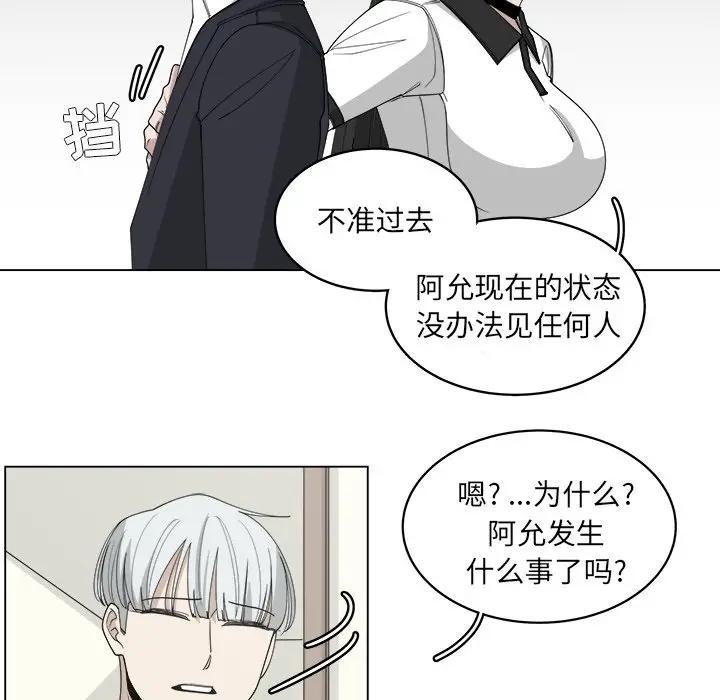 挡
不准过去
阿允现在的状态
没办法见任何人
嗯?...为什么?
阿允发生
什么事了吗?